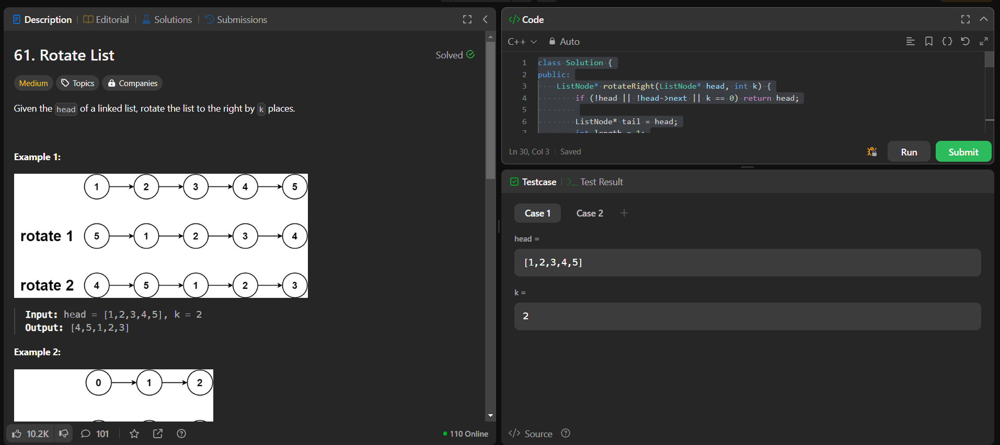 Description
Editorial
Solutions
Submissions
61. Rotate List
Solved
Medium
Topics
Companies
Given the head of a linked list, rotate the list to the right by k places.
Example 1:
1 2 3 4 5
rotate 1 5 1 2 3 4
rotate 2 4 5 1 2 3
Input: head = [1,2,3,4,5], k = 2
Output: [4,5,1,2,3]
Example 2:
0 1 2
10.2K
101
110 Online
</> Code
C++
Auto
1 class Solution {
2 public:
3 ListNode* rotateRight(ListNode* head, int k) {
4 if (!head || !head->next || k == 0) return head;
5
6 ListNode* tail = head;
7 int length = 1;
Ln 30, Col 3
Saved
Run
Submit
Testcase
>_ Test Result
Case 1
Case 2
+
head =
[1,2,3,4,5]
k =
2
</> Source